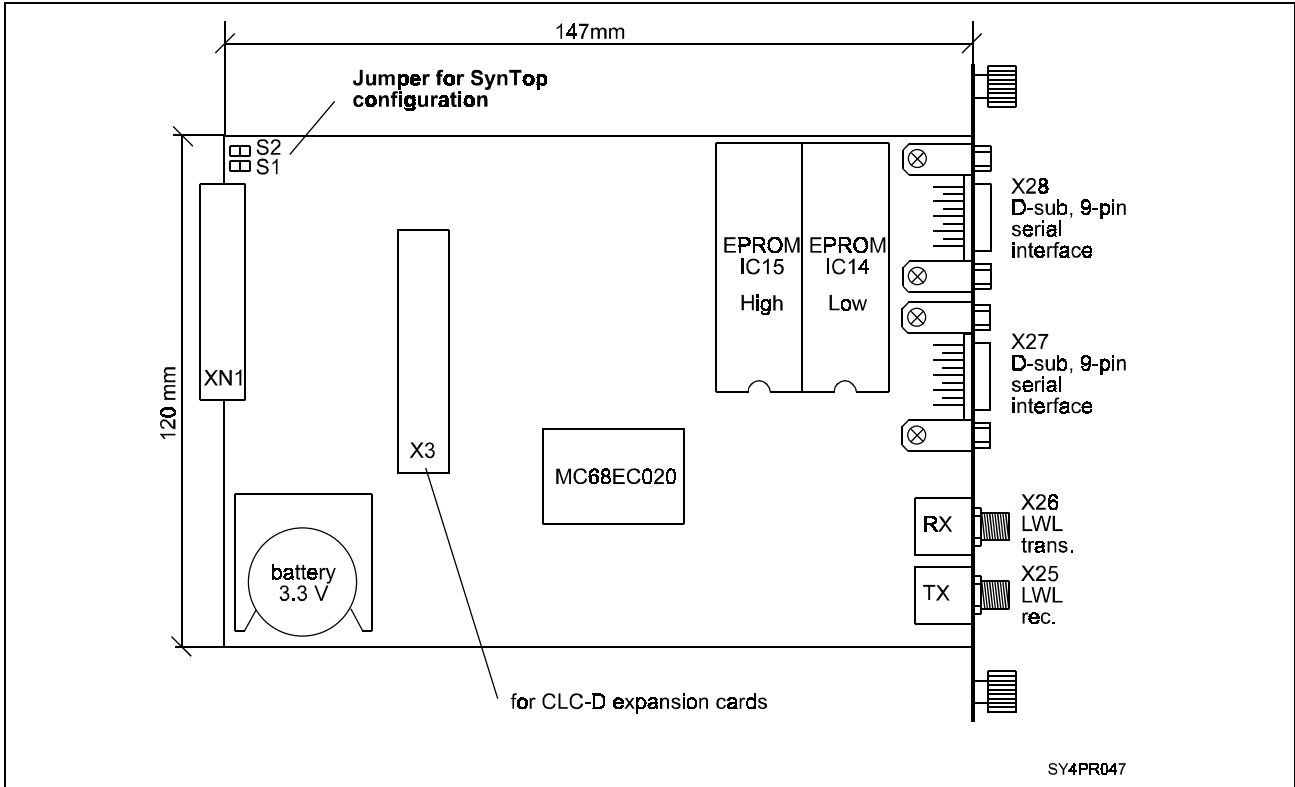 147mm
Jumper for SynTop
configuration
S2
S1
X28
D-sub, 9-pin
serial
interface
EPROM
IC15
High
EPROM
IC14
Low
X27
D-sub, 9-pin
serial
interface
XN1
120 mm
X3
MC68EC020
RX
X26
LWL
trans.
TX
X25
LWL
rec.
battery
3.3 V
for CLC-D expansion cards
SY4PR047